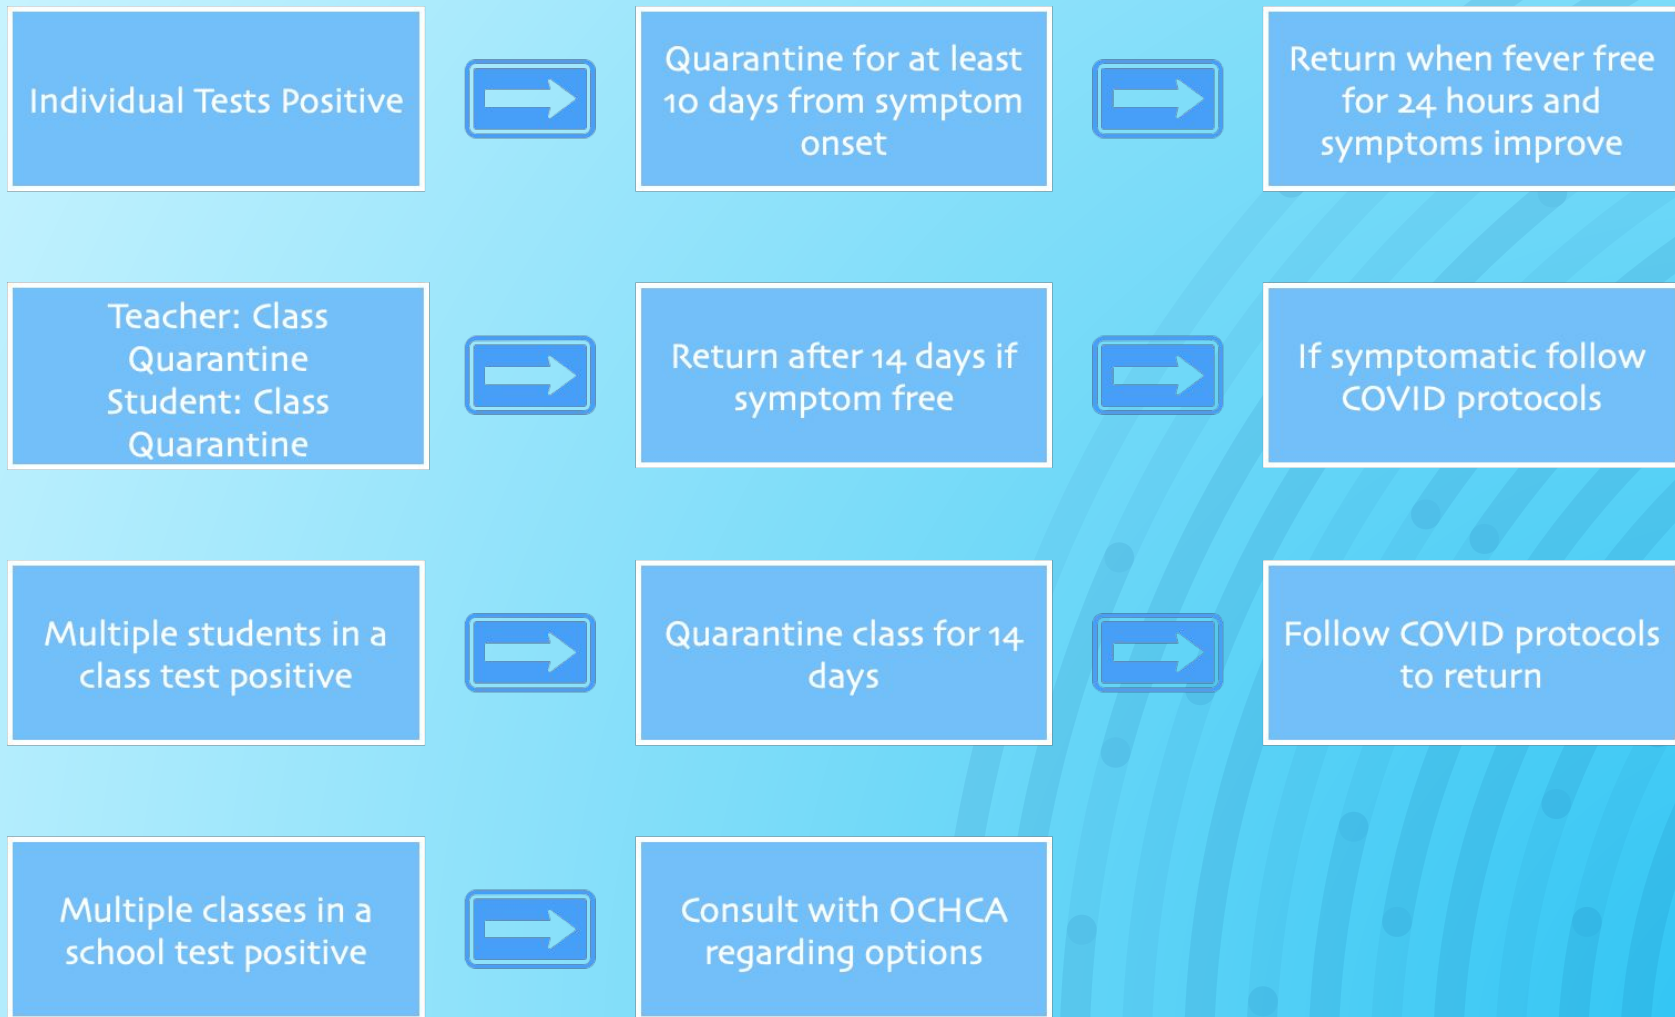 Individual Tests Positive
Quarantine for at least
10 days from symptom
onset
Return when fever free
for 24 hours and
symptoms improve
Teacher: Class
Quarantine
Student: Class
Quarantine
Return after 14 days if
symptom free
If symptomatic follow
COVID protocols
Multiple students in a
class test positive
Quarantine class for 14
days
Follow COVID protocols
to return
Multiple classes in a
school test positive
Consult with OCHCA
regarding options